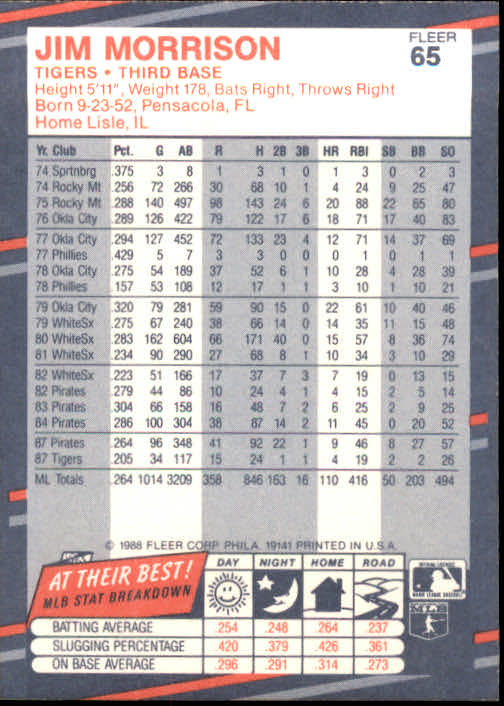 JIM MORRISON
FLEER
65
TIGERS • THIRD BASE
Height 5'11", Weight 178, Bats Right, Throws Right
Born 9-23-52, Pensacola, FL
Home Lisle, IL
Yr. Club Pct. G AB R H 2B 3B HR RBI SB BB SO
74 Sprtnbrg .375 3 8 1 3 1 0 1 3 0 2 3
74 Rocky Mt .256 72 266 30 68 10 1 4 24 9 25 47
75 Rocky Mt .288 140 497 98 143 24 6 20 88 22 65 80
76 Okla City .289 126 422 79 122 17 6 18 71 17 40 83
77 Okla City .294 127 452 72 133 23 4 12 71 14 37 69
77 Phillies .429 5 7 3 3 0 0 0 1 0 1 1
78 Okla City .275 54 189 37 52 6 1 10 28 4 28 39
78 Phillies .157 53 108 12 17 1 1 3 10 1 10 21
79 Okla City .320 79 281 59 90 15 0 22 61 10 40 46
79 WhiteSx .275 67 240 38 66 14 0 14 35 11 15 48
80 WhiteSx .283 162 604 66 171 40 0 15 57 8 36 74
81 WhiteSx .234 90 290 27 68 8 1 10 34 3 10 29
82 WhiteSx .223 51 166 17 37 7 3 7 19 0 13 15
82 Pirates .279 44 86 10 24 4 1 4 15 2 5 14
83 Pirates .304 66 158 16 48 7 2 6 25 2 9 25
84 Pirates .286 100 304 38 87 14 2 11 45 0 20 52
87 Pirates .264 96 348 41 92 22 1 9 46 8 27 57
87 Tigers .205 34 117 15 24 1 1 4 19 2 2 26
ML Totals .264 1014 3209 358 846 163 16 110 416 50 203 494
© 1988 FLEER CORP. PHILA. 19141 PRINTED IN U.S.A.
AT THEIR BEST!
MLB STAT BREAKDOWN
DAY NIGHT HOME ROAD
BATTING AVERAGE .254 .248 .264 .237
SLUGGING PERCENTAGE .420 .379 .426 .361
ON BASE AVERAGE .296 .291 .314 .273